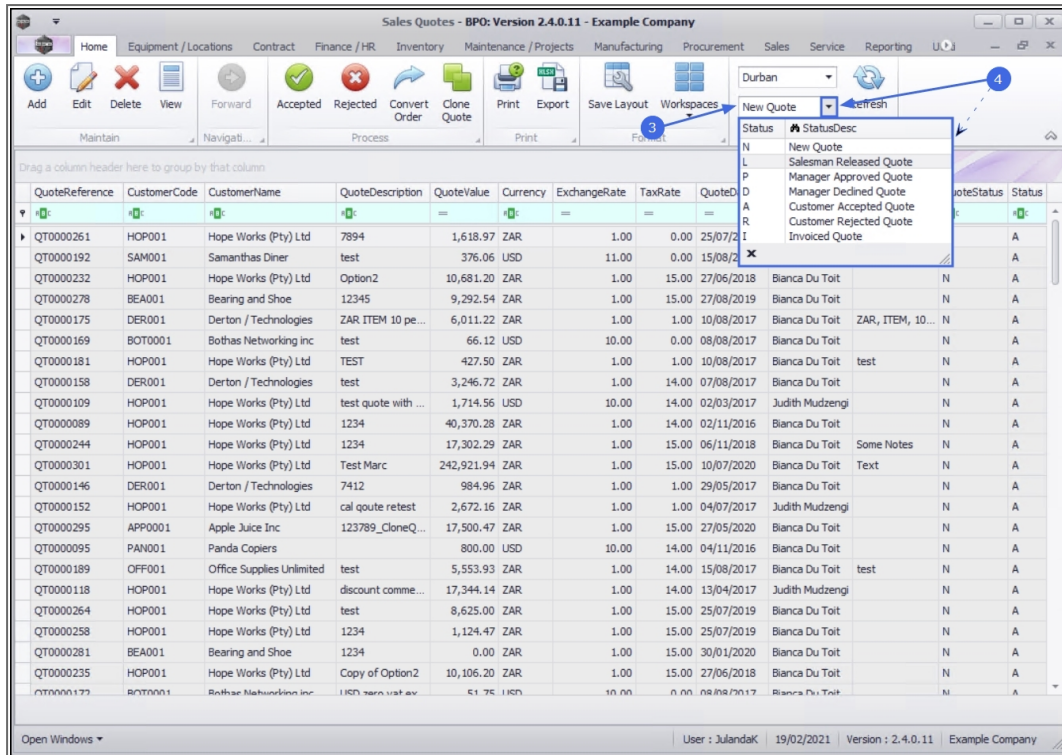 Sales Quotes - BPO: Version 2.4.0.11 - Example Company
Home Equipment / Locations Contract Finance / HR Inventory Maintenance / Projects Manufacturing Procurement Sales Service Reporting
Durban
4
Add Edit Delete View Forward Accepted Rejected Convert Order Clone Quote Print Export Save Layout Workspaces New Quote
3
Maintain Navigati... Process Print
Status StatusDesc
N New Quote
L Salesman Released Quote
P Manager Approved Quote
D Manager Declined Quote
A Customer Accepted Quote
R Customer Rejected Quote
I Invoiced Quote
Drag a column header here to group by that column
QuoteReference CustomerCode CustomerName QuoteDescription QuoteValue Currency ExchangeRate TaxRate Status
QT0000261 HOP001 Hope Works (Pty) Ltd 7894 1,618.97 ZAR 1.00 0.00 A
QT0000192 SAM001 Samanthas Diner test 376.06 USD 11.00 0.00 A
QT0000232 HOP001 Hope Works (Pty) Ltd Option2 10,681.20 ZAR 1.00 15.00 27/06/2018 Bianca Du Toit N A
QT0000278 BEA001 Bearing and Shoe 12345 9,292.54 ZAR 1.00 15.00 27/08/2019 Bianca Du Toit N A
QT0000175 DER001 Derton / Technologies ZAR ITEM 10 pe... 6,011.22 ZAR 1.00 1.00 10/08/2017 Bianca Du Toit ZAR, ITEM, 10... N A
QT0000169 BOT0001 Bothas Networking inc test 66.12 USD 10.00 0.00 08/08/2017 Bianca Du Toit N A
QT0000181 HOP001 Hope Works (Pty) Ltd TEST 427.50 ZAR 1.00 1.00 10/08/2017 Bianca Du Toit test N A
QT0000158 DER001 Derton / Technologies test 3,246.72 ZAR 1.00 14.00 07/08/2017 Bianca Du Toit N A
QT0000109 HOP001 Hope Works (Pty) Ltd test quote with ... 1,714.56 USD 10.00 14.00 02/03/2017 Judith Mudzengi N A
QT0000089 HOP001 Hope Works (Pty) Ltd 1234 40,370.28 ZAR 1.00 14.00 02/11/2016 Bianca Du Toit N A
QT0000244 HOP001 Hope Works (Pty) Ltd 1234 17,302.29 ZAR 1.00 15.00 06/11/2018 Bianca Du Toit Some Notes N A
QT0000301 HOP001 Hope Works (Pty) Ltd Test Marc 242,921.94 ZAR 1.00 15.00 10/07/2020 Bianca Du Toit Text N A
QT0000146 DER001 Derton / Technologies 7412 984.96 ZAR 1.00 1.00 29/05/2017 Bianca Du Toit N A
QT0000152 HOP001 Hope Works (Pty) Ltd cal qoute retest 2,672.16 ZAR 1.00 1.00 04/07/2017 Judith Mudzengi N A
QT0000295 APP0001 Apple Juice Inc 123789_CloneQ... 17,500.47 ZAR 1.00 15.00 27/05/2020 Bianca Du Toit N A
QT0000095 PAN001 Panda Copiers 800.00 USD 10.00 14.00 04/11/2016 Bianca Du Toit N A
QT0000189 OFF001 Office Supplies Unlimited test 5,553.93 ZAR 1.00 14.00 15/08/2017 Bianca Du Toit test N A
QT0000118 HOP001 Hope Works (Pty) Ltd discount comme... 17,344.14 ZAR 1.00 14.00 13/04/2017 Judith Mudzengi N A
QT0000264 HOP001 Hope Works (Pty) Ltd test 8,625.00 ZAR 1.00 15.00 25/07/2019 Bianca Du Toit N A
QT0000258 HOP001 Hope Works (Pty) Ltd 1234 1,124.47 ZAR 1.00 15.00 25/07/2019 Bianca Du Toit N A
QT0000281 BEA001 Bearing and Shoe 1234 0.00 ZAR 1.00 15.00 30/01/2020 Bianca Du Toit N A
QT0000235 HOP001 Hope Works (Pty) Ltd Copy of Option2 10,106.20 ZAR 1.00 15.00 27/06/2018 Bianca Du Toit N A
QT0000172 BOT0001 Bothas Networking inc USD zero vat ex 51.75 USD 10.00 0.00 08/08/2017 Bianca Du Toit N A
Open Windows User : JulandaK 19/02/2021 Version : 2.4.0.11 Example Company